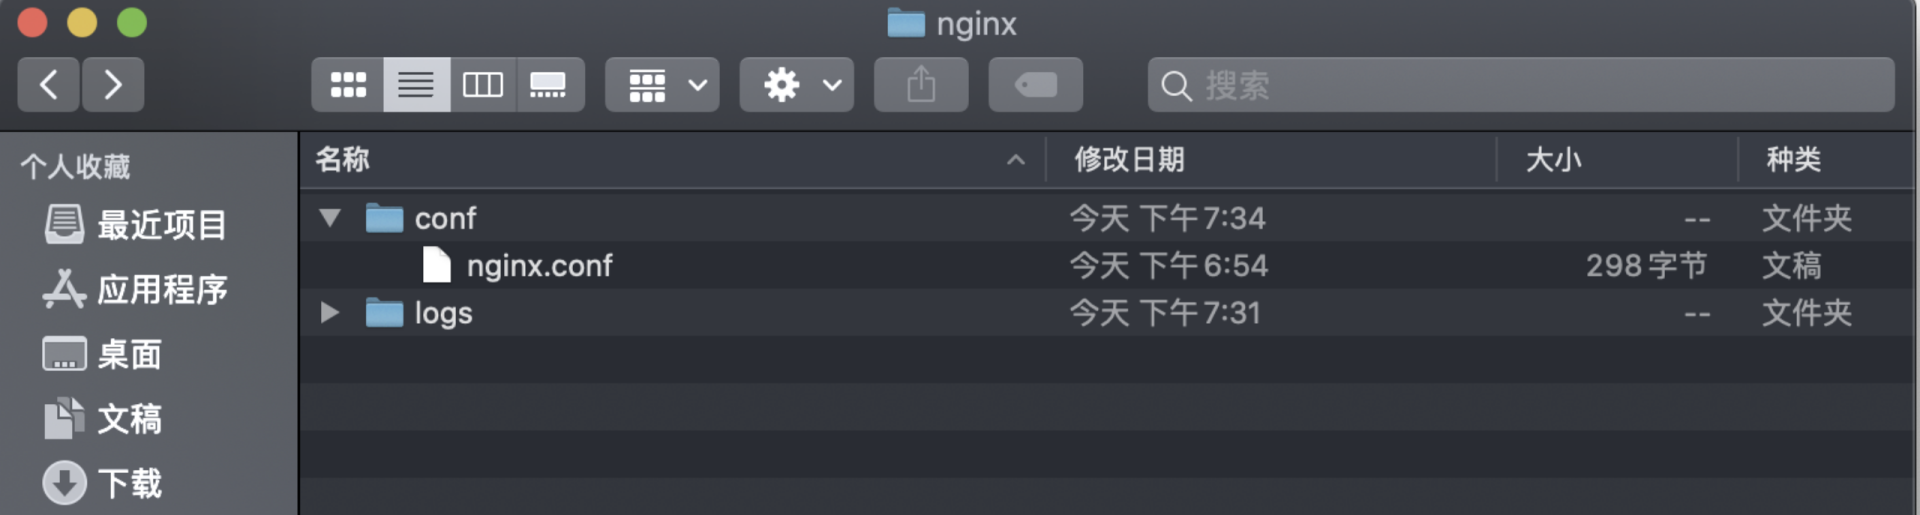 nginx
搜索
个人收藏
最近项目
应用程序
桌面
文稿
下载
名称 修改日期 大小 种类
conf 今天 下午7:34 -- 文件夹
nginx.conf 今天 下午6:54 298字节 文稿
logs 今天 下午7:31 -- 文件夹